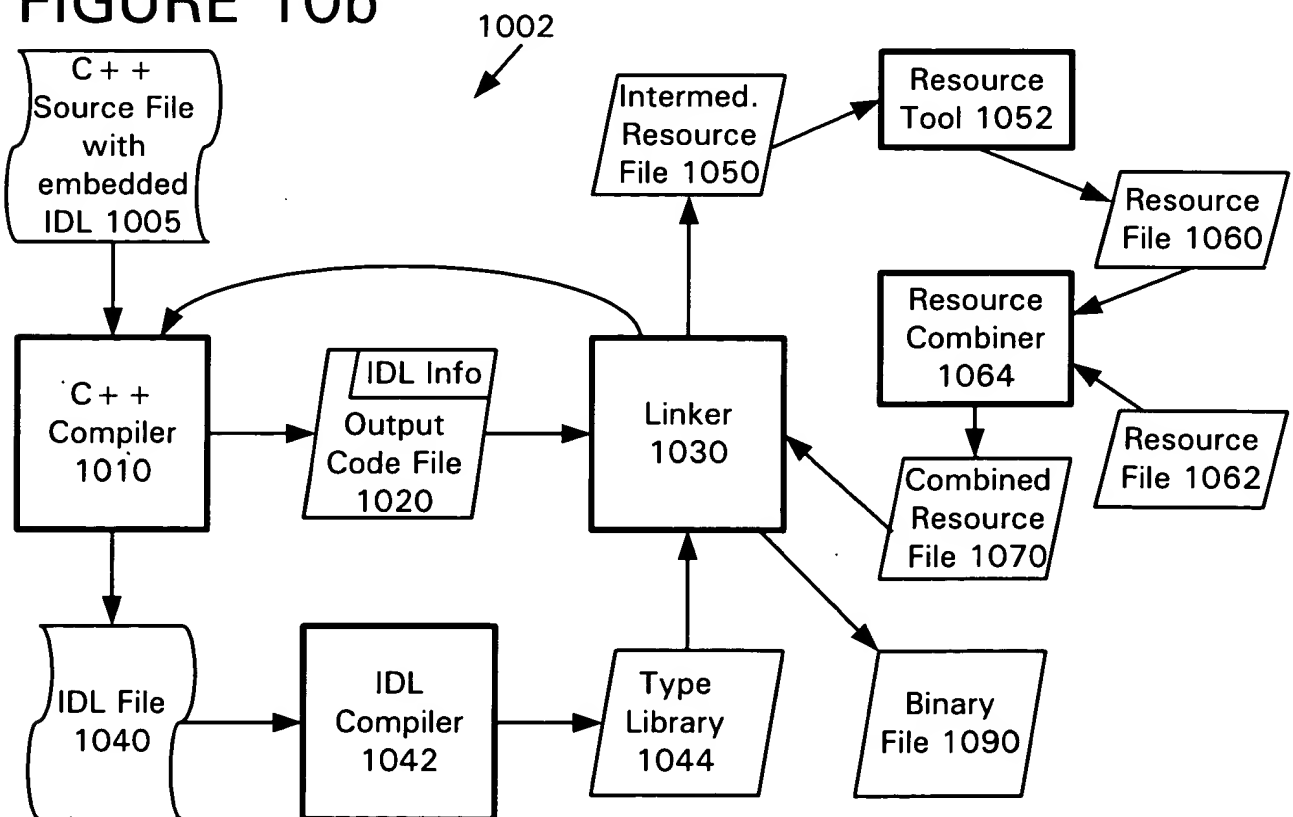 FIGURE 10b
1002
C++
Source File
with
embedded
IDL 1005
Intermed.
Resource
File 1050
Resource
Tool 1052
Resource
File 1060
Resource
Combiner
1064
Resource
File 1062
C++
Compiler
1010
IDL Info
Output
Code File
1020
Linker
1030
Combined
Resource
File 1070
IDL File
1040
IDL
Compiler
1042
Type
Library
1044
Binary
File 1090